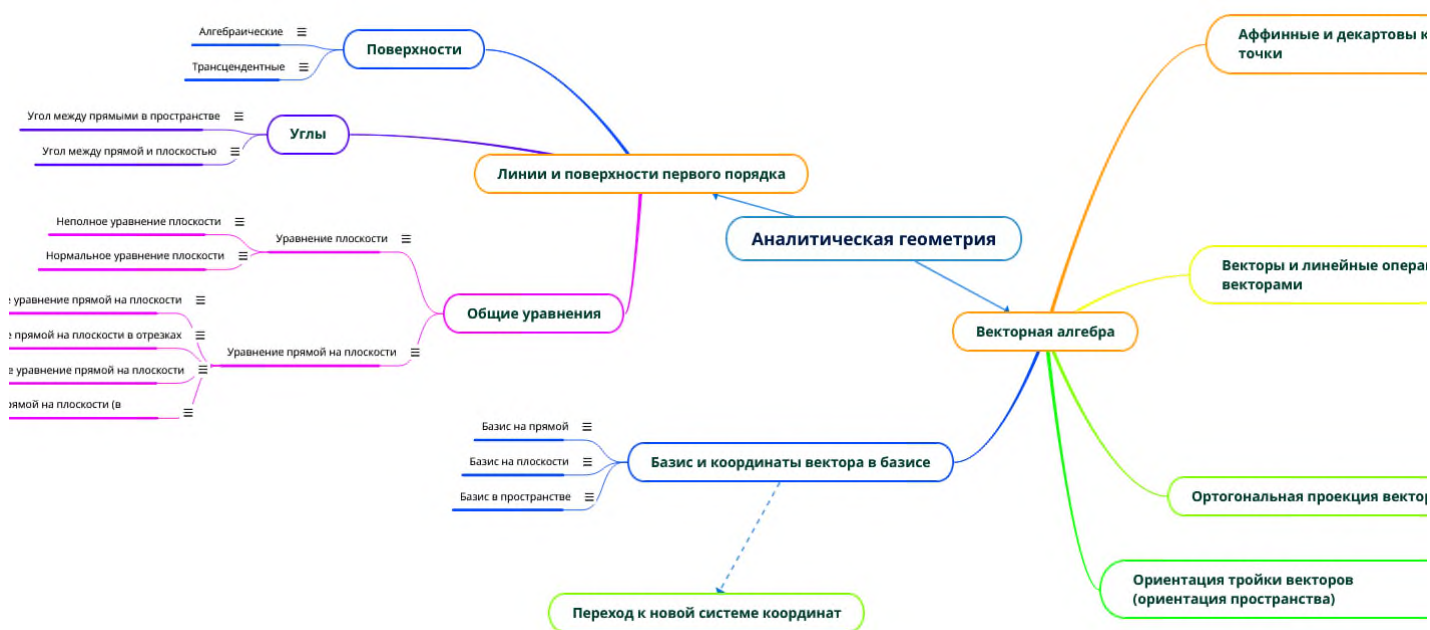 Алгебраические
Трансцендентные
Поверхности
Угол между прямыми в пространстве
Угол между прямой и плоскостью
Углы
Линии и поверхности первого порядка
Аналитическая геометрия
Неполное уравнение плоскости
Нормальное уравнение плоскости
Уравнение плоскости
уравнение прямой на плоскости
прямой на плоскости в отрезках
уравнение прямой на плоскости
на плоскости (в
Уравнение прямой на плоскости
Общие уравнения
Базис на прямой
Базис на плоскости
Базис в пространстве
Базис и координаты вектора в базисе
Переход к новой системе координат
Векторная алгебра
Аффинные и декартовы
точки
Векторы и линейные
векторами
Ортогональная проекция
Ориентация тройки векторов
(ориентация пространства)